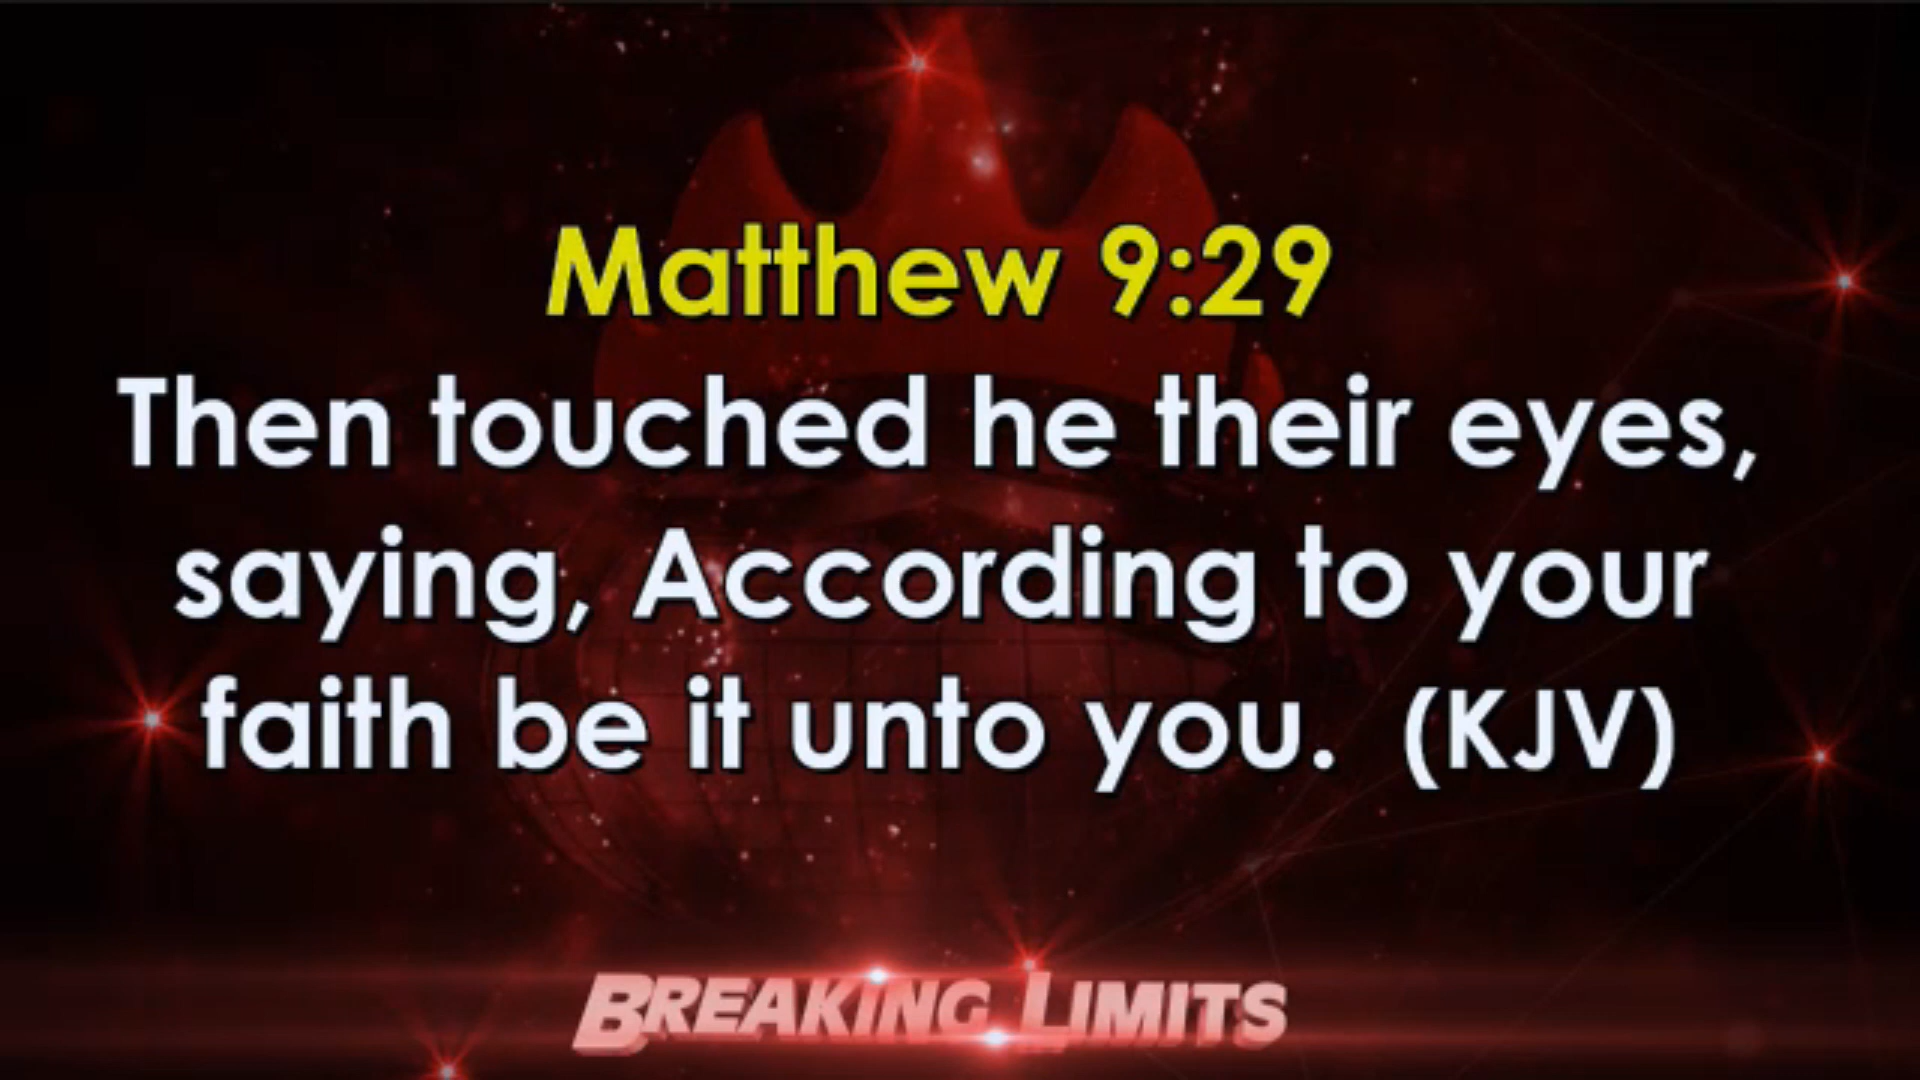 Matthew 9:29
Then touched he their eyes,
saying, According to your
faith be it unto you. (KJV)
BREAKING LIMITS